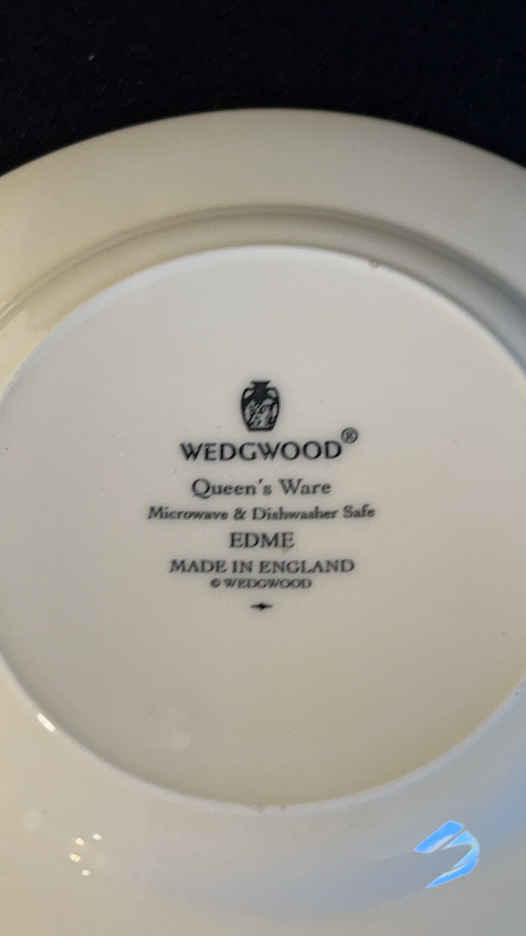 WEDGWOOD®
Queen's Ware
Microwave & Dishwasher Safe
EDME
MADE IN ENGLAND
© WEDGWOOD